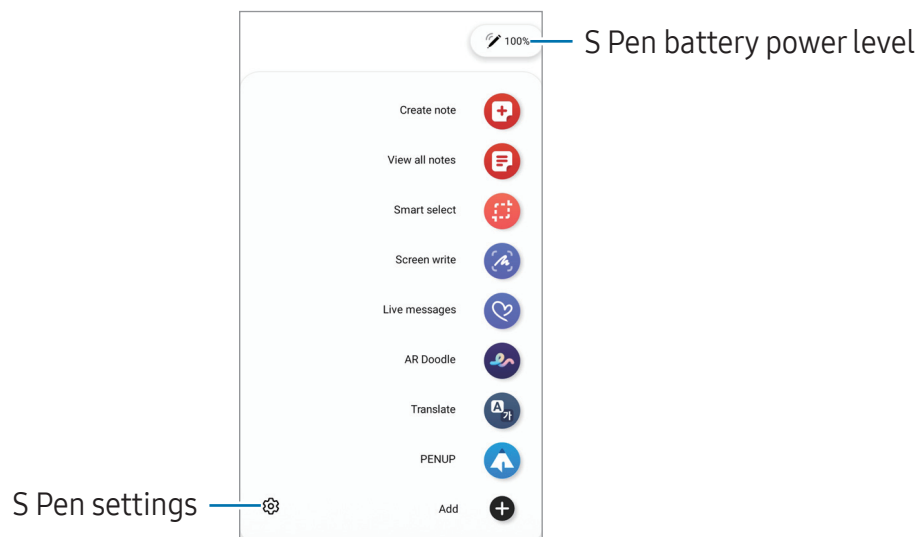 100%
S Pen battery power level
Create note
View all notes
Smart select
Screen write
Live messages
AR Doodle
Translate
A
가
PENUP
S Pen settings
Add